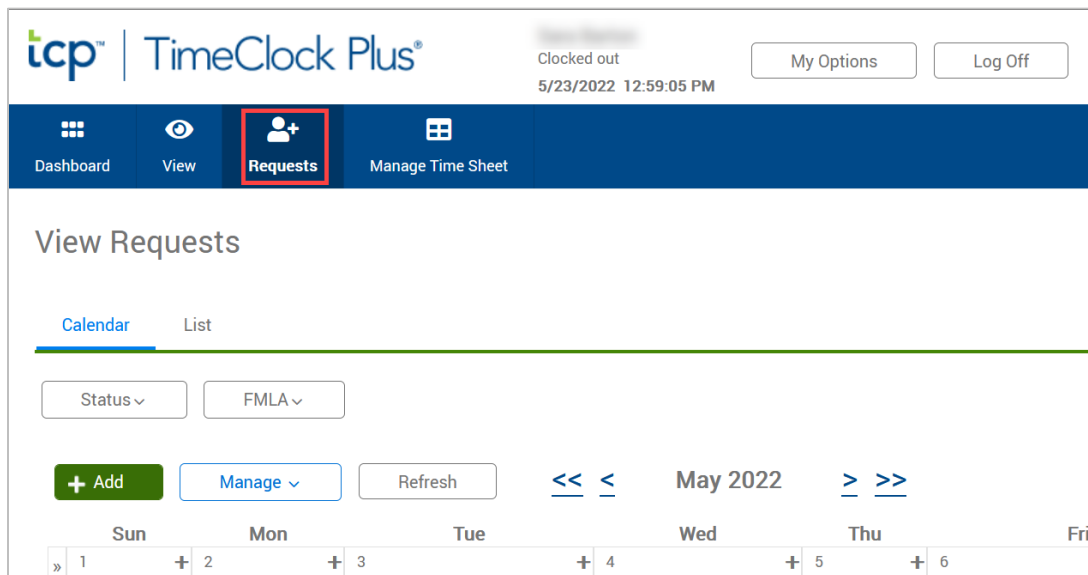 tcp™ | TimeClock Plus®
Clocked out
5/23/2022 12:59:05 PM
My Options
Log Off
Dashboard
View
Requests
Manage Time Sheet
View Requests
Calendar
List
Status
FMLA
+ Add
Manage
Refresh
<< <
May 2022
> >>
Sun Mon Tue Wed Thu Fri
» 1 + 2 + 3 + 4 + 5 + 6